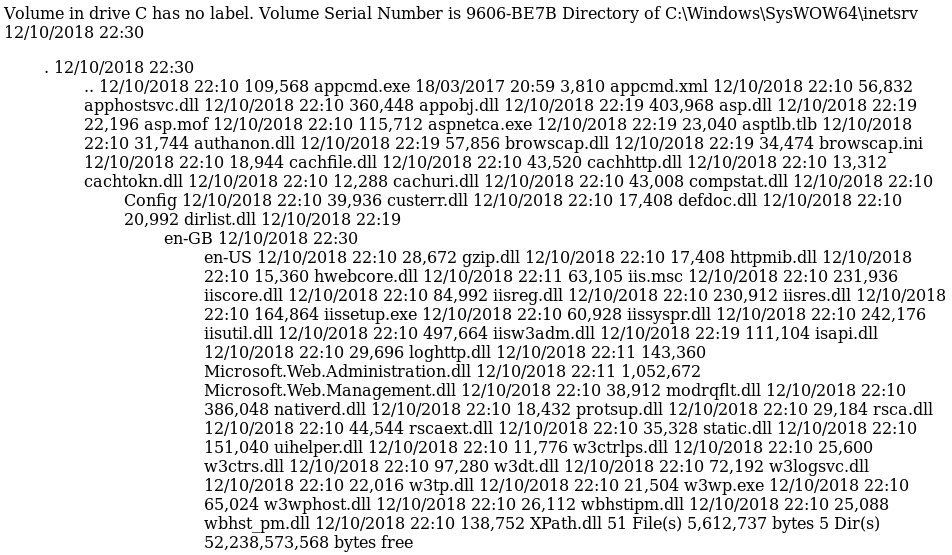 Volume in drive C has no label. Volume Serial Number is 9606-BE7B Directory of C:\Windows\SysWOW64\inetsrv
12/10/2018 22:30
. 12/10/2018 22:30
.. 12/10/2018 22:10 109,568 appcmd.exe 18/03/2017 20:59 3,810 appcmd.xml 12/10/2018 22:10 56,832
apphostsvc.dll 12/10/2018 22:10 360,448 appobj.dll 12/10/2018 22:19 403,968 asp.dll 12/10/2018 22:19
22,196 asp.mof 12/10/2018 22:10 115,712 aspnetca.exe 12/10/2018 22:19 23,040 asptlb.tlb 12/10/2018
22:10 31,744 authanon.dll 12/10/2018 22:19 57,856 browscap.dll 12/10/2018 22:19 34,474 browscap.ini
12/10/2018 22:10 18,944 cachfile.dll 12/10/2018 22:10 43,520 cachhttp.dll 12/10/2018 22:10 13,312
cachtokn.dll 12/10/2018 22:10 12,288 cachuri.dll 12/10/2018 22:10 43,008 compstat.dll 12/10/2018 22:10
Config 12/10/2018 22:10 39,936 custerr.dll 12/10/2018 22:10 17,408 defdoc.dll 12/10/2018 22:10
20,992 dirlist.dll 12/10/2018 22:19
en-GB 12/10/2018 22:30
en-US 12/10/2018 22:10 28,672 gzip.dll 12/10/2018 22:10 17,408 httpmib.dll 12/10/2018
22:10 15,360 hwebcore.dll 12/10/2018 22:11 63,105 iis.msc 12/10/2018 22:10 231,936
iiscore.dll 12/10/2018 22:10 84,992 iisreg.dll 12/10/2018 22:10 230,912 iisres.dll 12/10/2018
22:10 164,864 iissetup.exe 12/10/2018 22:10 60,928 iissyspr.dll 12/10/2018 22:10 242,176
iisutil.dll 12/10/2018 22:10 497,664 iisw3adm.dll 12/10/2018 22:19 111,104 isapi.dll
12/10/2018 22:10 29,696 loghttp.dll 12/10/2018 22:11 143,360
Microsoft.Web.Administration.dll 12/10/2018 22:11 1,052,672
Microsoft.Web.Management.dll 12/10/2018 22:10 38,912 modrqflt.dll 12/10/2018 22:10
386,048 nativerd.dll 12/10/2018 22:10 18,432 protsup.dll 12/10/2018 22:10 29,184 rsca.dll
12/10/2018 22:10 44,544 rscaext.dll 12/10/2018 22:10 35,328 static.dll 12/10/2018 22:10
151,040 uihelper.dll 12/10/2018 22:10 11,776 w3ctrlps.dll 12/10/2018 22:10 25,600
w3ctrs.dll 12/10/2018 22:10 97,280 w3dt.dll 12/10/2018 22:10 72,192 w3logsvc.dll
12/10/2018 22:10 22,016 w3tp.dll 12/10/2018 22:10 21,504 w3wp.exe 12/10/2018 22:10
65,024 w3wphost.dll 12/10/2018 22:10 26,112 wbhstipm.dll 12/10/2018 22:10 25,088
wbhst_pm.dll 12/10/2018 22:10 138,752 XPath.dll 51 File(s) 5,612,737 bytes 5 Dir(s)
52,238,573,568 bytes free